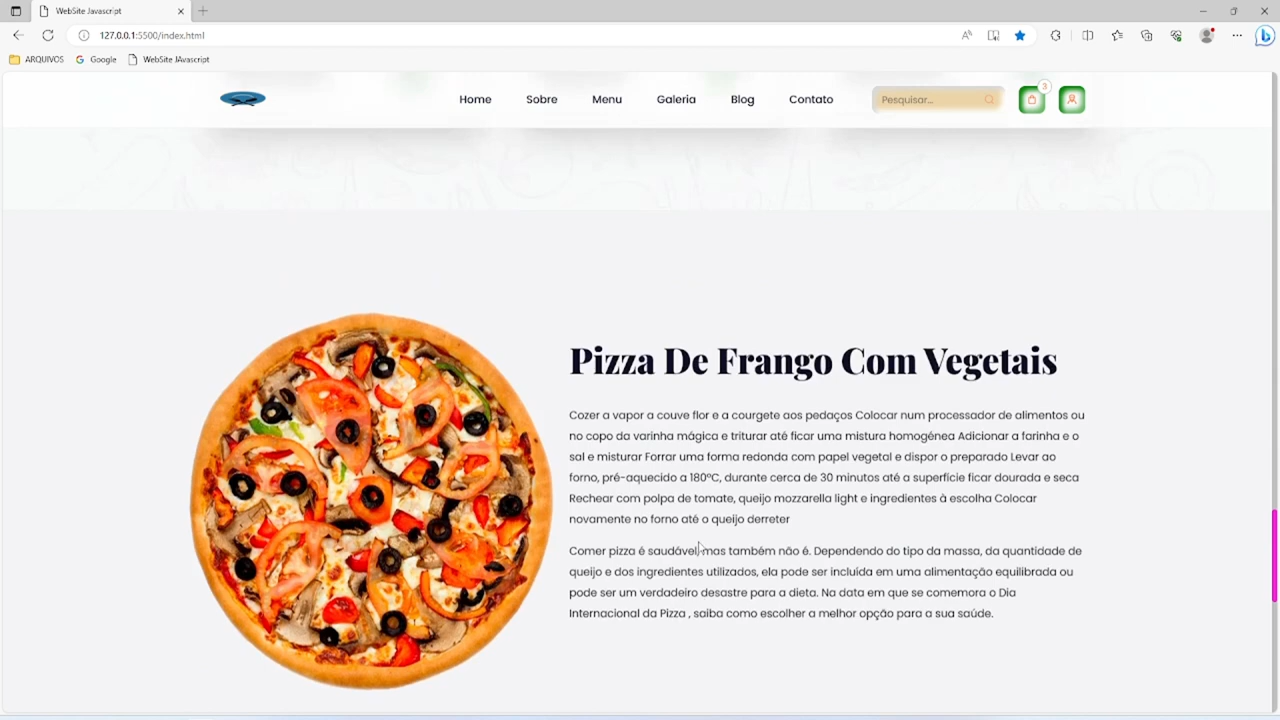 WebSite Javascript
127.0.0.1:5500/index.html
ARQUIVOS
Google
WebSite JAvascript
Home
Sobre
Menu
Galeria
Blog
Contato
Pesquisar...
3
Pizza De Frango Com Vegetais
Cozer a vapor a couve flor e a courgete aos pedaços Colocar num processador de alimentos ou
no copo da varinha mágica e triturar até ficar uma mistura homogénea Adicionar a farinha e o
sal e misturar Forrar uma forma redonda com papel vegetal e dispor o preparado Levar ao
forno, pré-aquecido a 180ºC, durante cerca de 30 minutos até a superfície ficar dourada e seca
Rechear com polpa de tomate, queijo mozzarella light e ingredientes à escolha Colocar
novamente no forno até o queijo derreter
Comer pizza é saudável, mas também não é. Dependendo do tipo da massa, da quantidade de
queijo e dos ingredientes utilizados, ela pode ser incluída em uma alimentação equilibrada ou
pode ser um verdadeiro desastre para a dieta. Na data em que se comemora o Dia
Internacional da Pizza , saiba como escolher a melhor opção para a sua saúde.